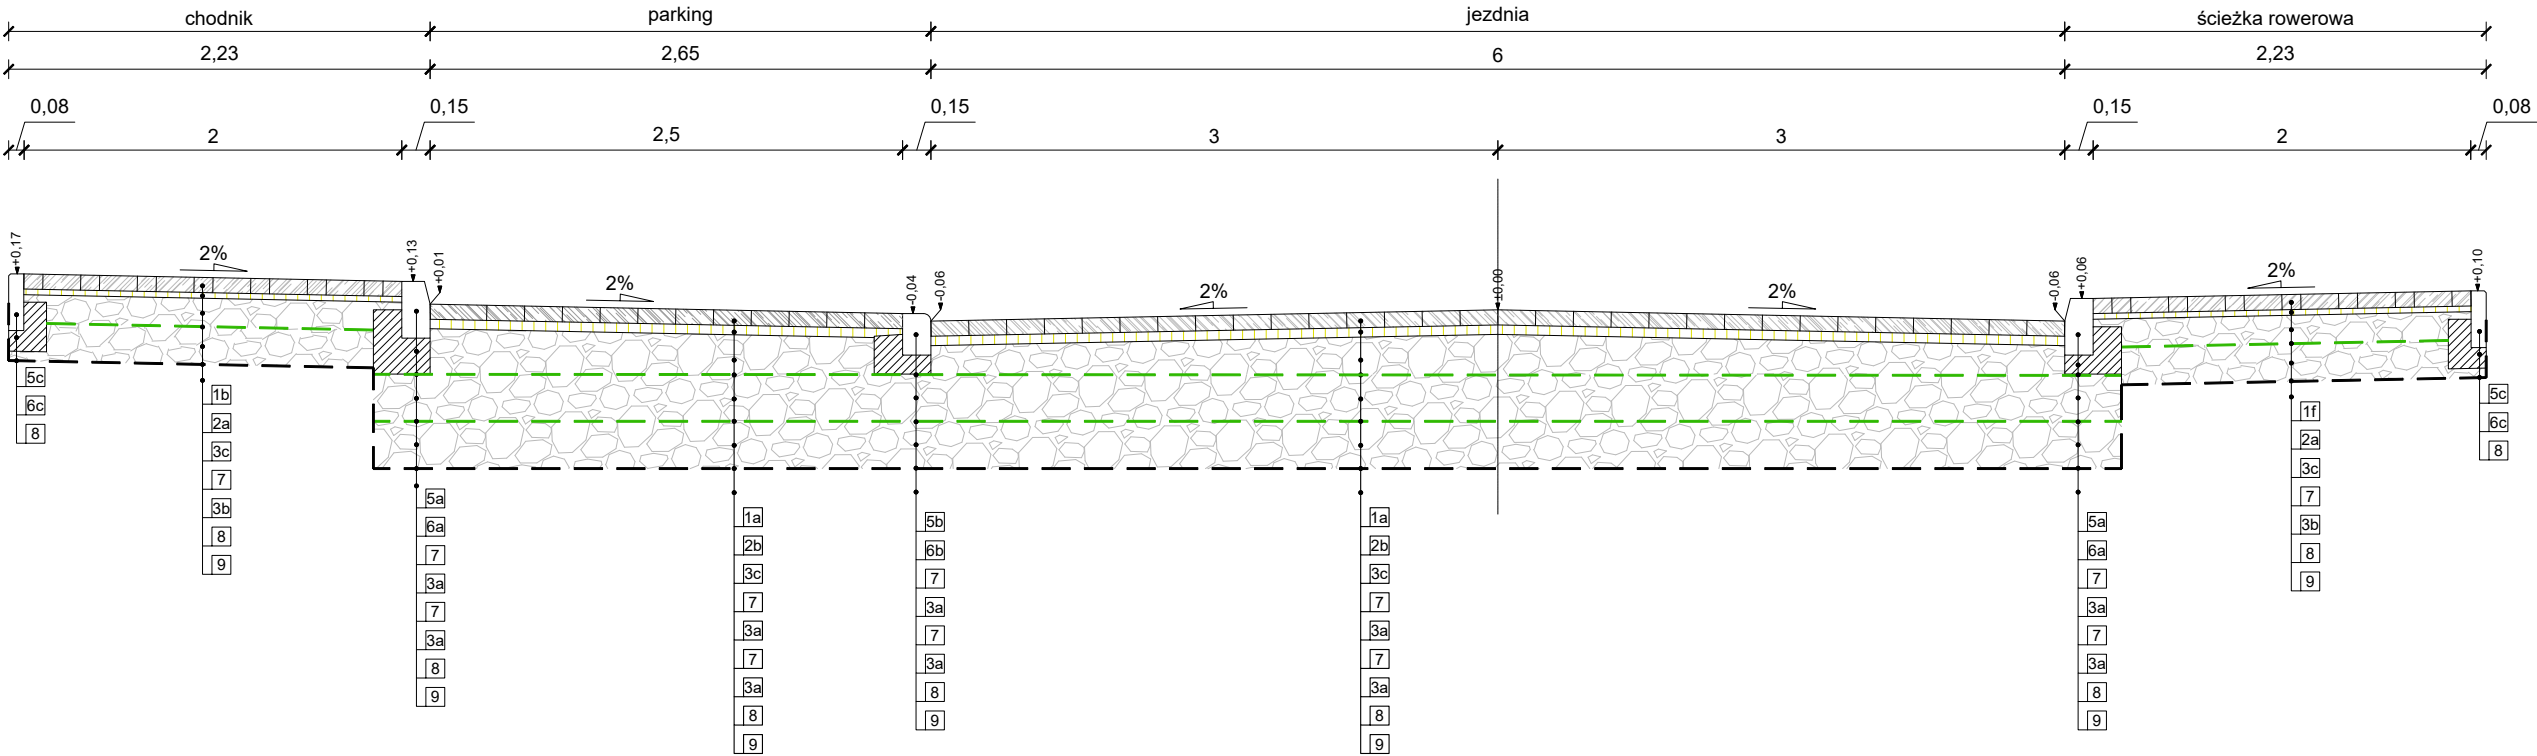 chodnik parking jezdnia ścieżka rowerowa
2,23 2,65 6 2,23
0,08 0,15 0,15 0,15 0,08
2 2,5 3 3 2
+0,17 +0,13 +0,01 -0,04 -0,06 ±0,00 -0,06 +0,06 +0,10
2% 2% 2% 2% 2%
5c
6c
8
1b
2a
3c
7
3b
8
9
5a
6a
7
3a
7
3a
8
9
1a
2b
3c
7
3a
7
3a
8
9
5b
6b
7
3a
7
3a
8
9
1a
2b
3c
7
3a
7
3a
8
9
5a
6a
7
3a
7
3a
8
9
1f
2a
3c
7
3b
8
9
5c
6c
8